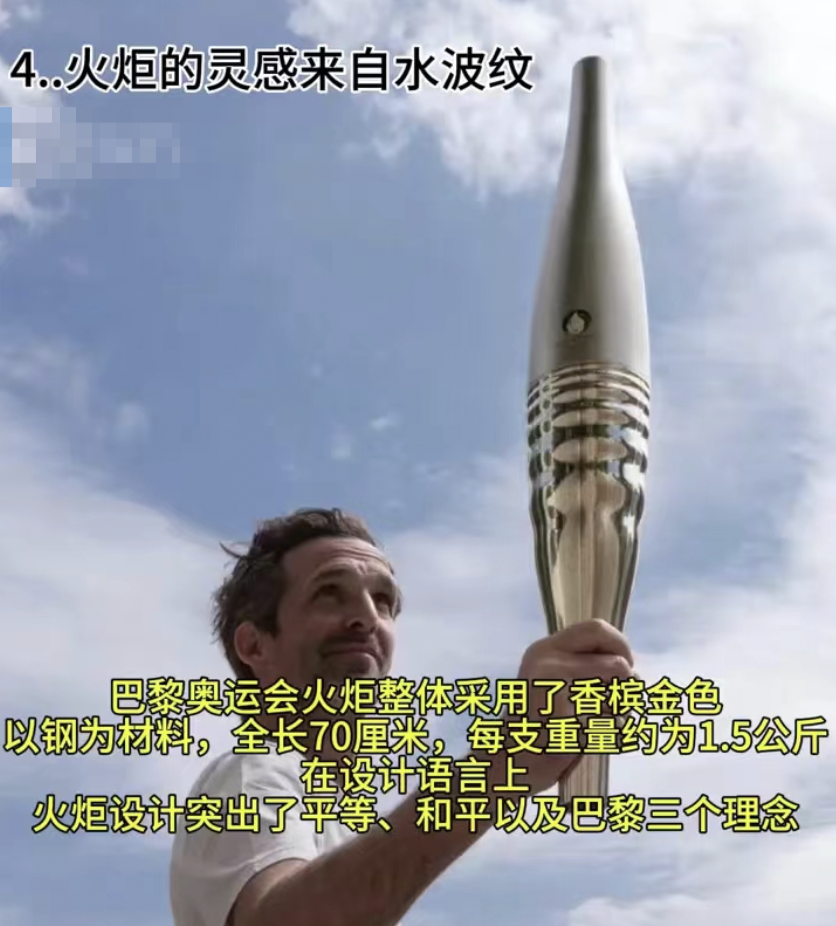 4..火炬的灵感来自水波纹
巴黎奥运会火炬整体采用了香槟金色
以钢为材料，全长70厘米，每支重量约为1.5公斤
在设计语言上
火炬设计突出了平等、和平以及巴黎三个理念